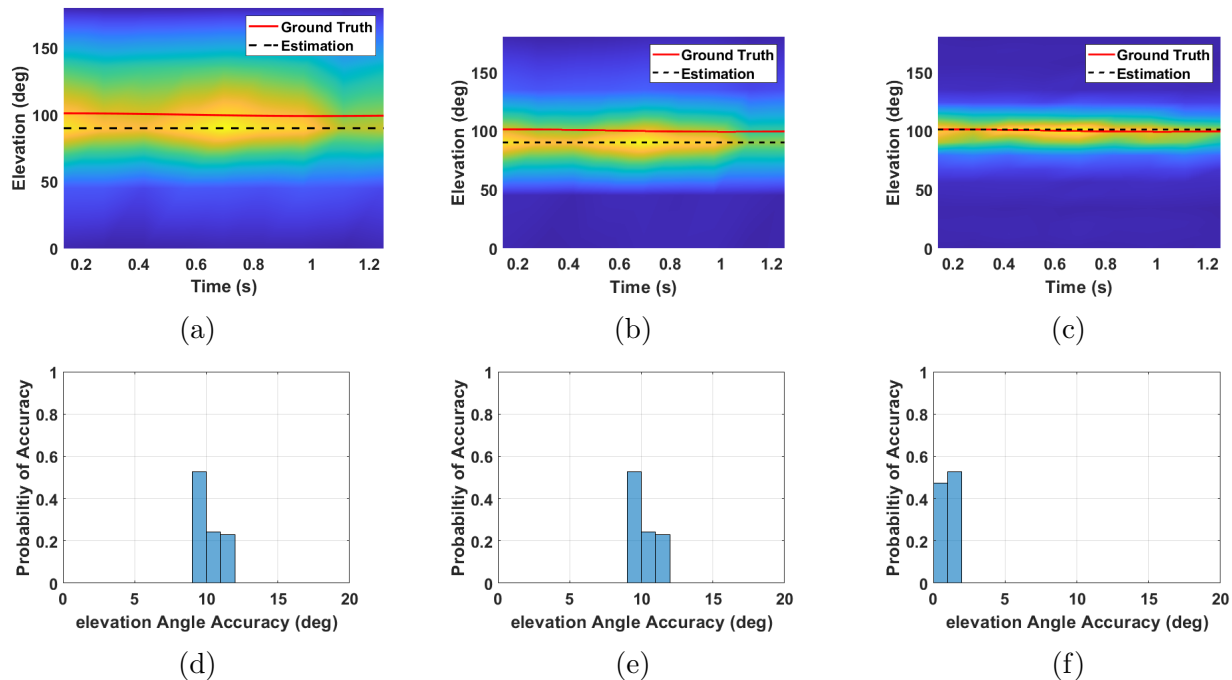 Ground Truth
Estimation
150
100
50
0
Elevation (deg)
0.2 0.4 0.6 0.8 1 1.2
Time (s)
(a)
Ground Truth
Estimation
150
100
50
0
Elevation (deg)
0.2 0.4 0.6 0.8 1 1.2
Time (s)
(b)
Ground Truth
Estimation
150
100
50
0
Elevation (deg)
0.2 0.4 0.6 0.8 1 1.2
Time (s)
(c)
1
0.8
0.6
0.4
0.2
0
Probabiltiy of Accuracy
0 5 10 15 20
elevation Angle Accuracy (deg)
(d)
1
0.8
0.6
0.4
0.2
0
Probabiltiy of Accuracy
0 5 10 15 20
elevation Angle Accuracy (deg)
(e)
1
0.8
0.6
0.4
0.2
0
Probabiltiy of Accuracy
0 5 10 15 20
elevation Angle Accuracy (deg)
(f)